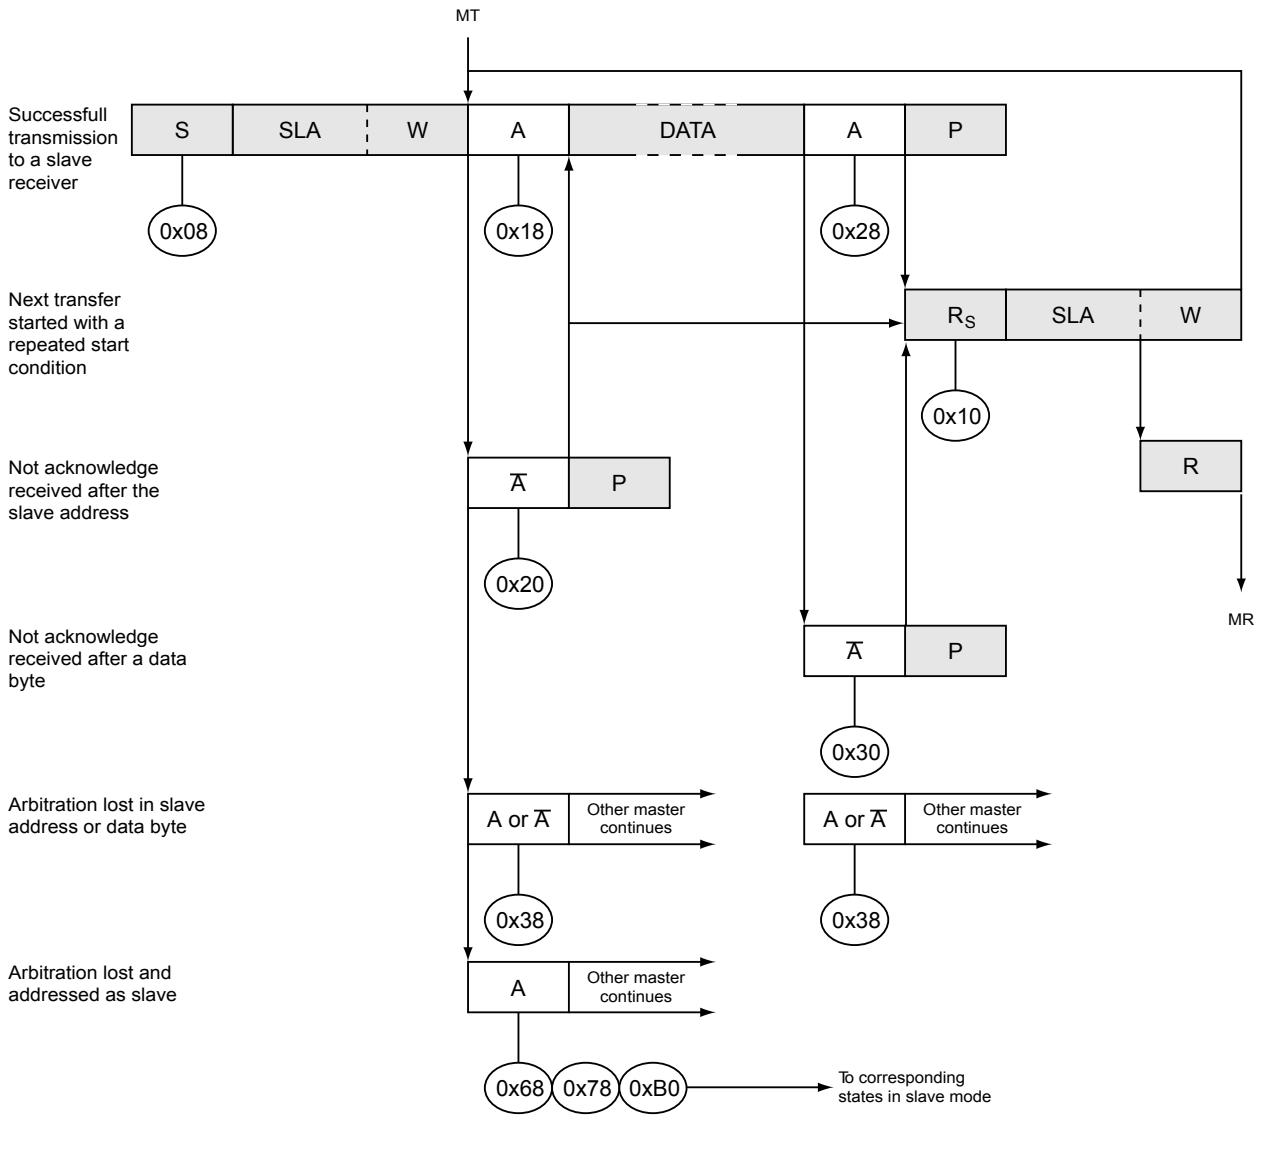 MT
Successfull
transmission
to a slave
receiver
S SLA W A DATA A P
0x08 0x18 0x28
Next transfer
started with a
repeated start
condition
RS SLA W
0x10
Not acknowledge
received after the
slave address
A̅ P
R
0x20
MR
Not acknowledge
received after a data
byte
A̅ P
0x30
Arbitration lost in slave
address or data byte
A or A̅
Other master
continues
A or A̅
Other master
continues
0x38 0x38
Arbitration lost and
addressed as slave
A
Other master
continues
0x68 0x78 0xB0
To corresponding
states in slave mode